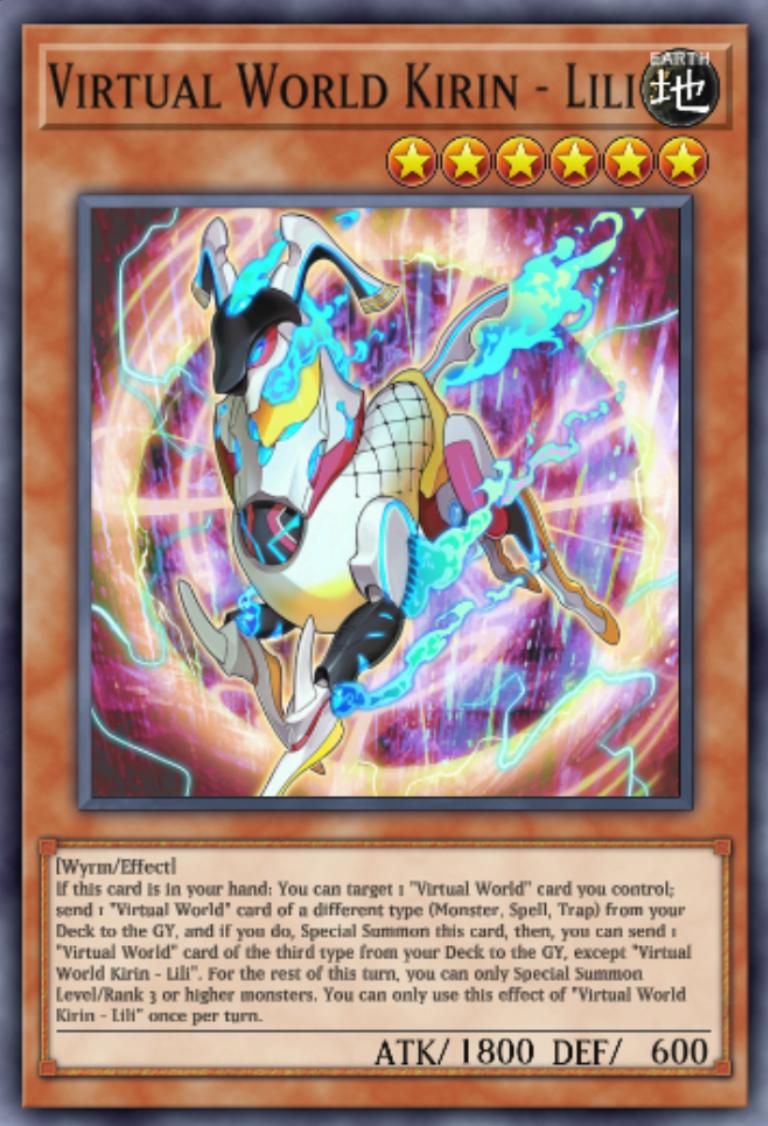 VIRTUAL WORLD KIRIN - LILI
EARTH
地
[Wyrm/Effect]
If this card is in your hand: You can target 1 "Virtual World" card you control;
send 1 "Virtual World" card of a different type (Monster, Spell, Trap) from your
Deck to the GY, and if you do, Special Summon this card, then, you can send 1
"Virtual World" card of the third type from your Deck to the GY, except "Virtual
World Kirin - Lili". For the rest of this turn, you can only Special Summon
Level/Rank 3 or higher monsters. You can only use this effect of "Virtual World
Kirin - Lili" once per turn.
ATK/ 1800 DEF/ 600